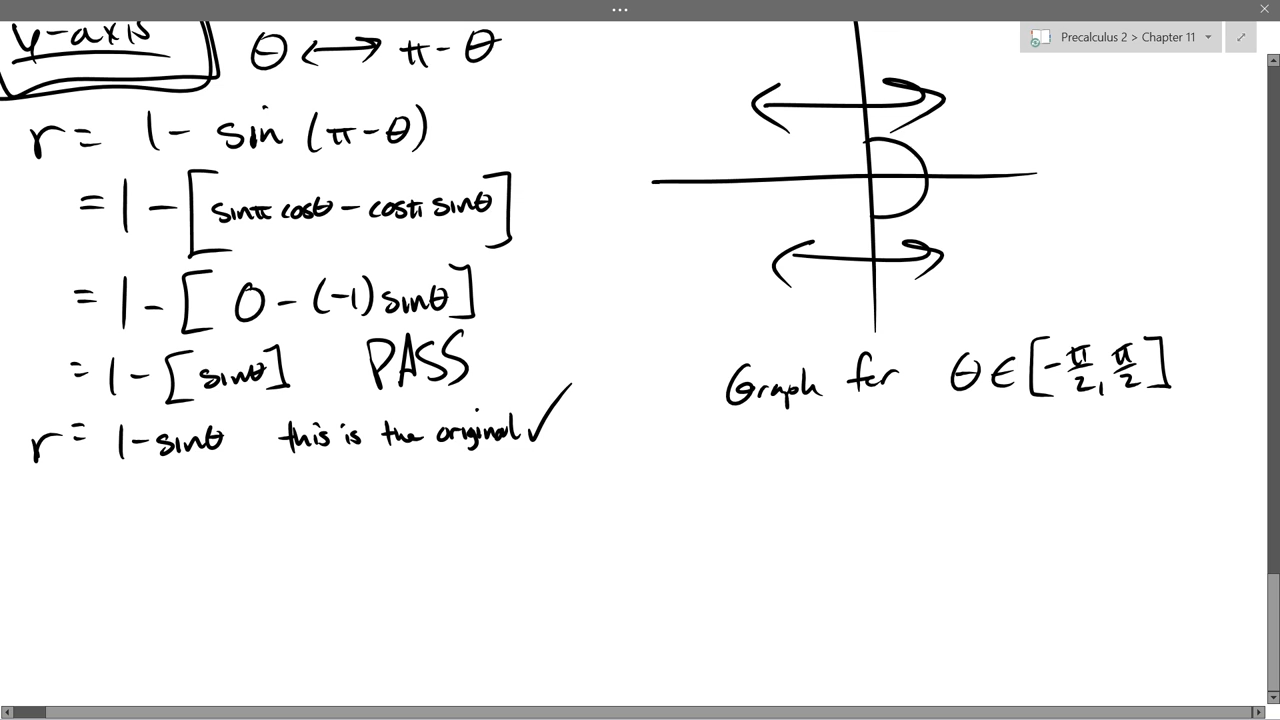 Precalculus 2 > Chapter 11
y-axis
θ ↔ π - θ
r = 1 - sin (π - θ)
= 1 - [sinπ cosθ - cosπ sinθ]
= 1 - [0 - (-1) sinθ]
= 1 - [sinθ] PASS
r = 1 - sinθ this is the original ✓
Graph for θ ∈ [-π/2, π/2]